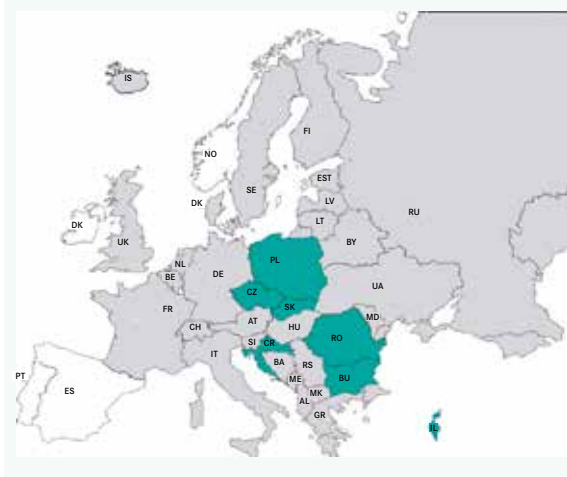 IS
FI
NO
SE
EST
DK
LV
RU
LT
DK
UK
BY
NL
PL
BE
DE
CZ
UA
SK
FR
MD
AT
CH
HU
RO
SI
CR
IT
BA
RS
PT
ME
BU
ES
MK
AL
GR
IL